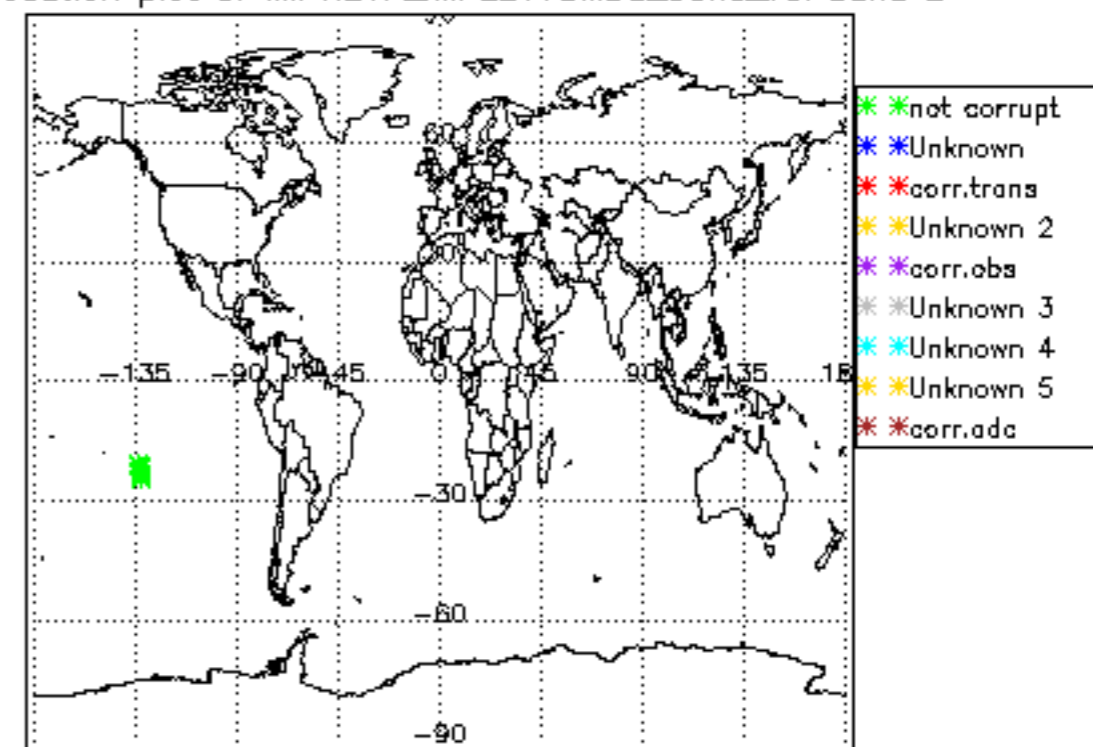 not corrupt
Unknown
corr.trans
Unknown 2
corr.obs
Unknown 3
Unknown 4
Unknown 5
corr.adc
60
-135 -90 45 0 45 90 135
-30
-60
-90